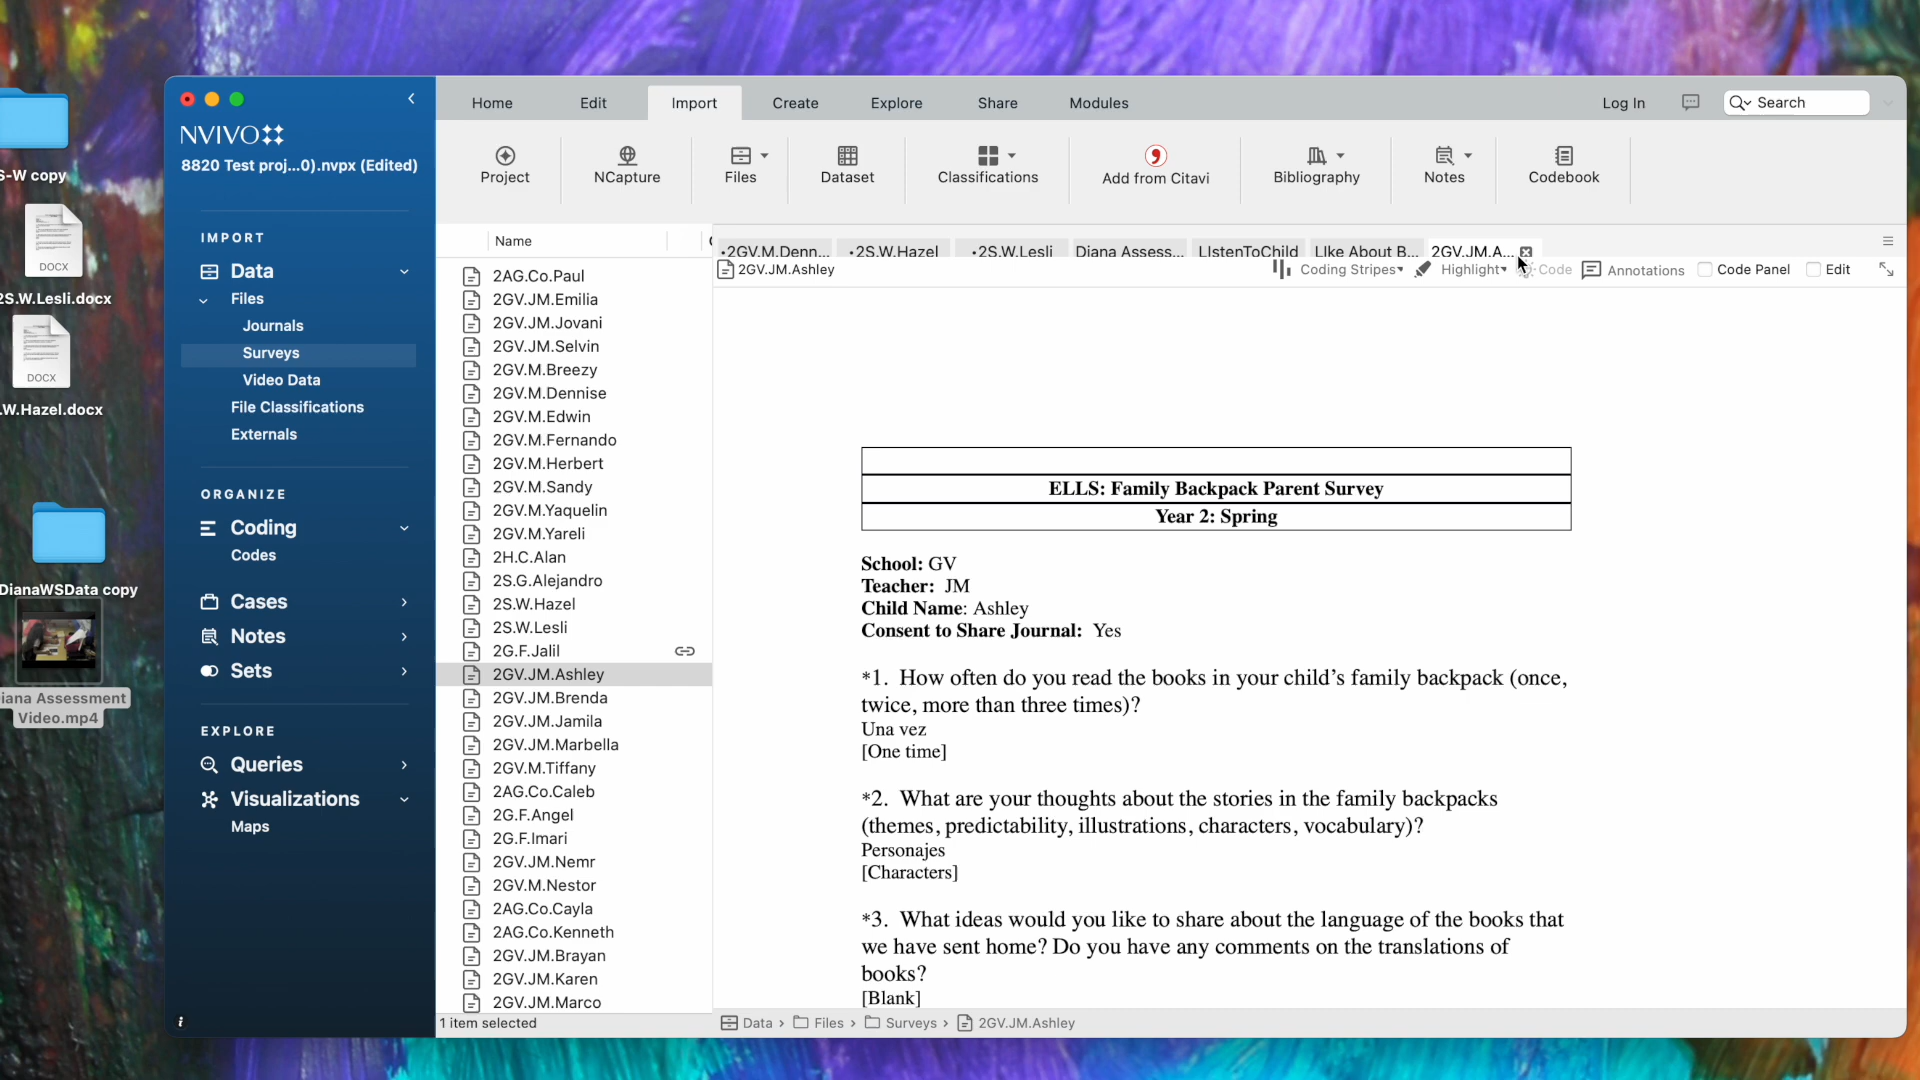 S-W copy
DOCX
2S.W.Lesli.docx
DOCX
.W.Hazel.docx
DianaWSData copy
iana Assessment
Video.mp4
NVIVO
8820 Test proj...0).nvpx (Edited)
IMPORT
Data
Files
Journals
Surveys
Video Data
File Classifications
Externals
ORGANIZE
Coding
Codes
Cases
Notes
Sets
EXPLORE
Queries
Visualizations
Maps
Home
Edit
Import
Create
Explore
Share
Modules
Log In
Search
Project
NCapture
Files
Dataset
Classifications
Add from Citavi
Bibliography
Notes
Codebook
Name
2AG.Co.Paul
2GV.JM.Emilia
2GV.JM.Jovani
2GV.JM.Selvin
2GV.M.Breezy
2GV.M.Dennise
2GV.M.Edwin
2GV.M.Fernando
2GV.M.Herbert
2GV.M.Sandy
2GV.M.Yaquelin
2GV.M.Yareli
2H.C.Alan
2S.G.Alejandro
2S.W.Hazel
2S.W.Lesli
2G.F.Jalil
2GV.JM.Ashley
2GV.JM.Brenda
2GV.JM.Jamila
2GV.JM.Marbella
2GV.M.Tiffany
2AG.Co.Caleb
2G.F.Angel
2G.F.Imari
2GV.JM.Nemr
2GV.M.Nestor
2AG.Co.Cayla
2AG.Co.Kenneth
2GV.JM.Brayan
2GV.JM.Karen
2GV.JM.Marco
1 item selected
•2GV.M.Denn...
•2S.W.Hazel
•2S.W.Lesli
Diana Assess...
LIstenToChild
LIke About B...
2GV.JM.A...
2GV.JM.Ashley
Coding Stripes
Highlight
Code
Annotations
Code Panel
Edit
ELLS: Family Backpack Parent Survey
Year 2: Spring
School: GV
Teacher: JM
Child Name: Ashley
Consent to Share Journal: Yes
*1. How often do you read the books in your child’s family backpack (once,
twice, more than three times)?
Una vez
[One time]
*2. What are your thoughts about the stories in the family backpacks
(themes, predictability, illustrations, characters, vocabulary)?
Personajes
[Characters]
*3. What ideas would you like to share about the language of the books that
we have sent home? Do you have any comments on the translations of
books?
[Blank]
Data › Files › Surveys › 2GV.JM.Ashley